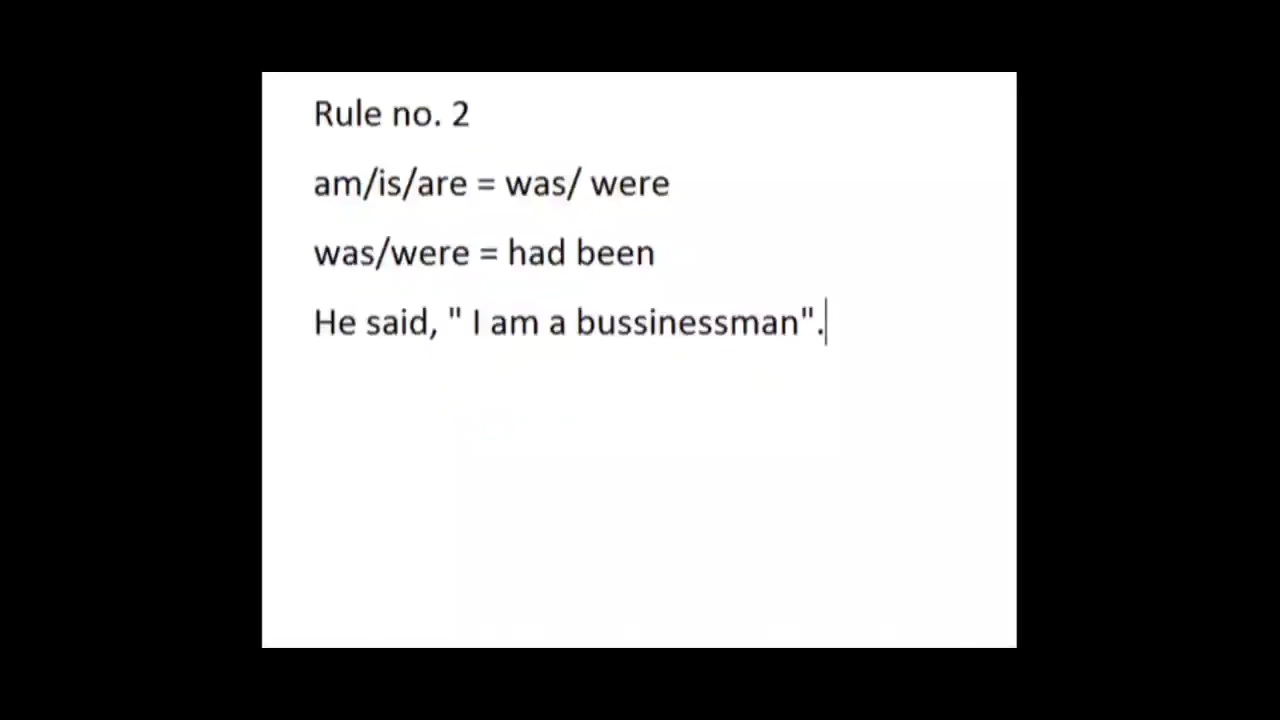 Rule no. 2
am/is/are = was/ were
was/were = had been
He said, " I am a bussinessman".